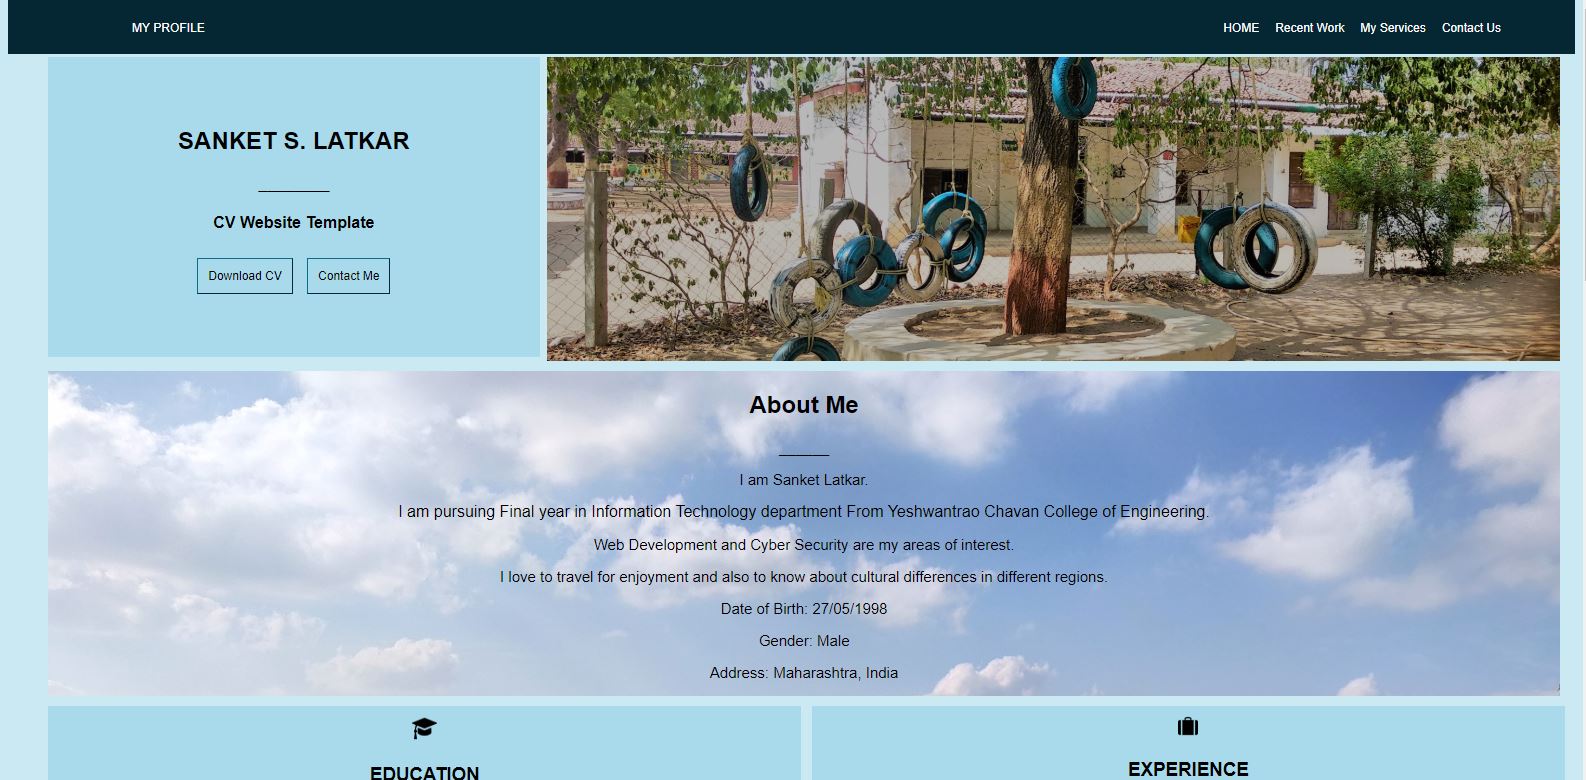 MY PROFILE
HOME Recent Work My Services Contact Us
SANKET S. LATKAR
CV Website Template
Download CV Contact Me
About Me
I am Sanket Latkar.
I am pursuing Final year in Information Technology department From Yeshwantrao Chavan College of Engineering.
Web Development and Cyber Security are my areas of interest.
I love to travel for enjoyment and also to know about cultural differences in different regions.
Date of Birth: 27/05/1998
Gender: Male
Address: Maharashtra, India
EDUCATION
EXPERIENCE